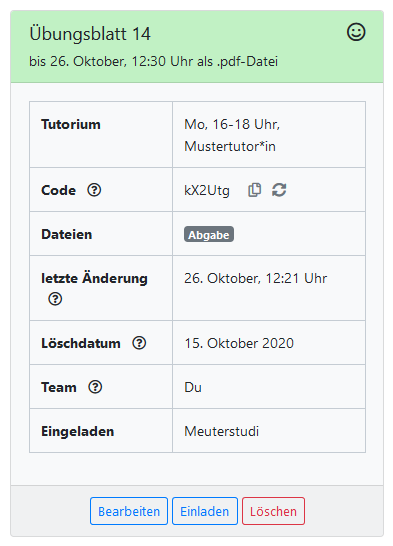 Übungsblatt 14
bis 26. Oktober, 12:30 Uhr als .pdf-Datei
Tutorium
Mo, 16-18 Uhr,
Mustertutor*in
Code
kX2Utg
Dateien
Abgabe
letzte Änderung
26. Oktober, 12:21 Uhr
Löschdatum
15. Oktober 2020
Team
Du
Eingeladen
Meuterstudi
Bearbeiten
Einladen
Löschen